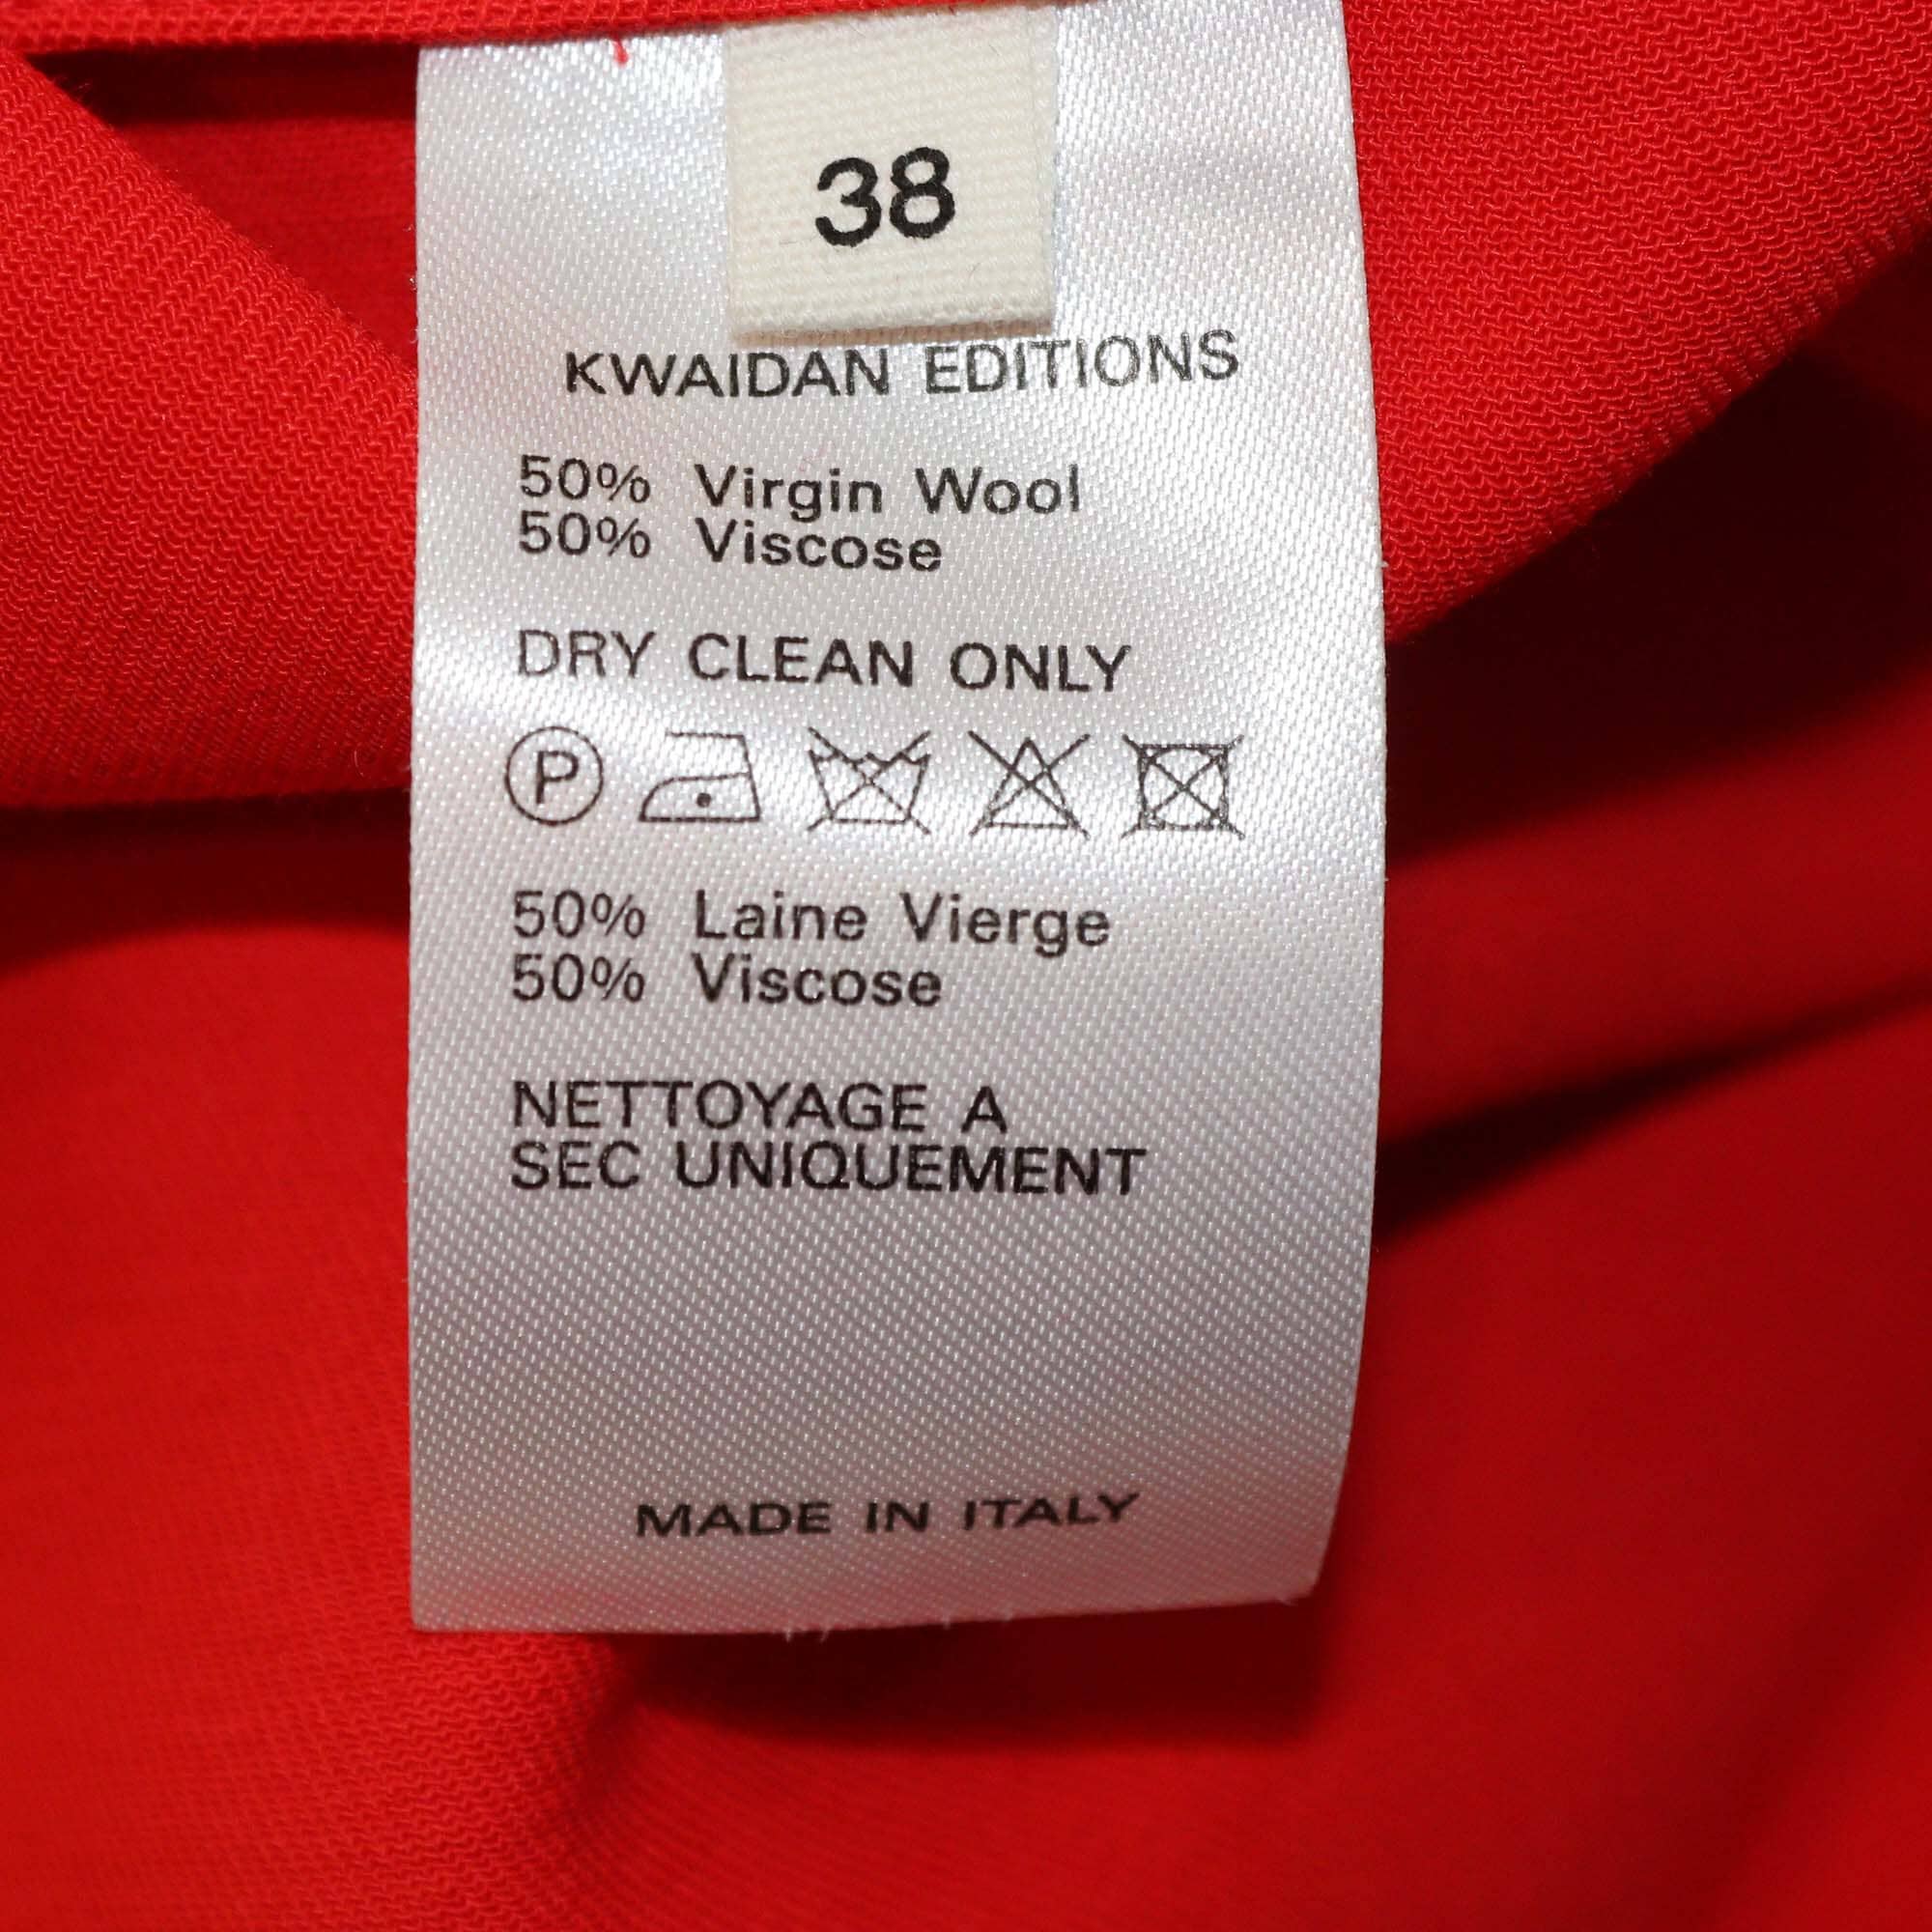 38
KWAIDAN EDITIONS
50% Virgin Wool
50% Viscose
DRY CLEAN ONLY
P
50% Laine Vierge
50% Viscose
NETTOYAGE A
SEC UNIQUEMENT
MADE IN ITALY